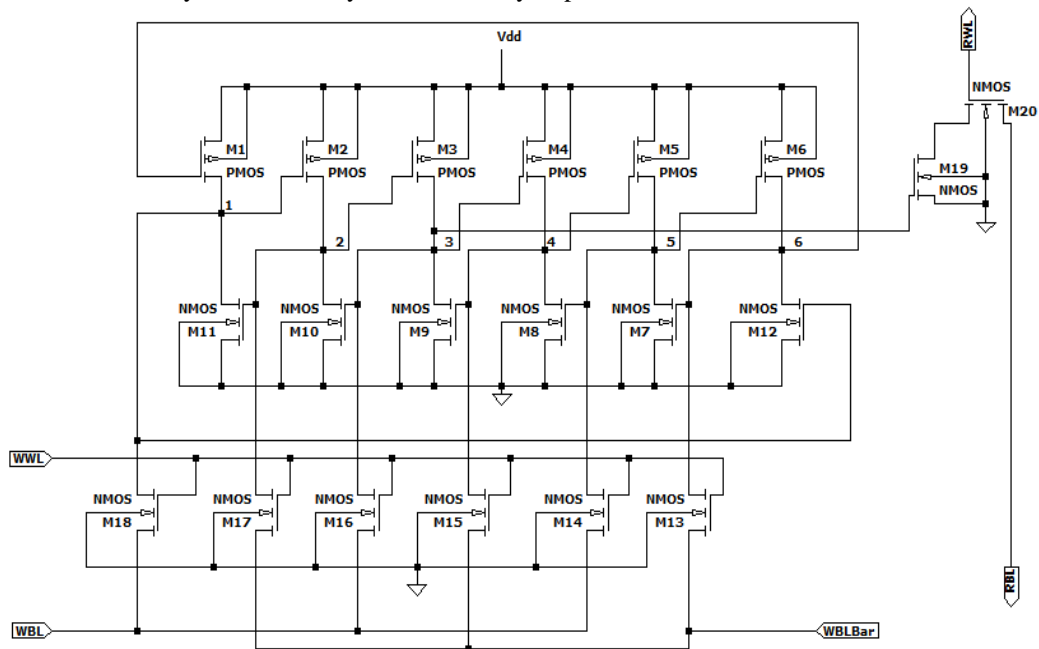 Vdd
RWL
NMOS
M20
M1
PMOS
M2
PMOS
M3
PMOS
M4
PMOS
M5
PMOS
M6
PMOS
M19
NMOS
1
2
3
4
5
6
NMOS
M11
NMOS
M10
NMOS
M9
NMOS
M8
NMOS
M7
NMOS
M12
WWL
NMOS
M18
NMOS
M17
NMOS
M16
NMOS
M15
NMOS
M14
NMOS
M13
RBL
WBL
WBLBar